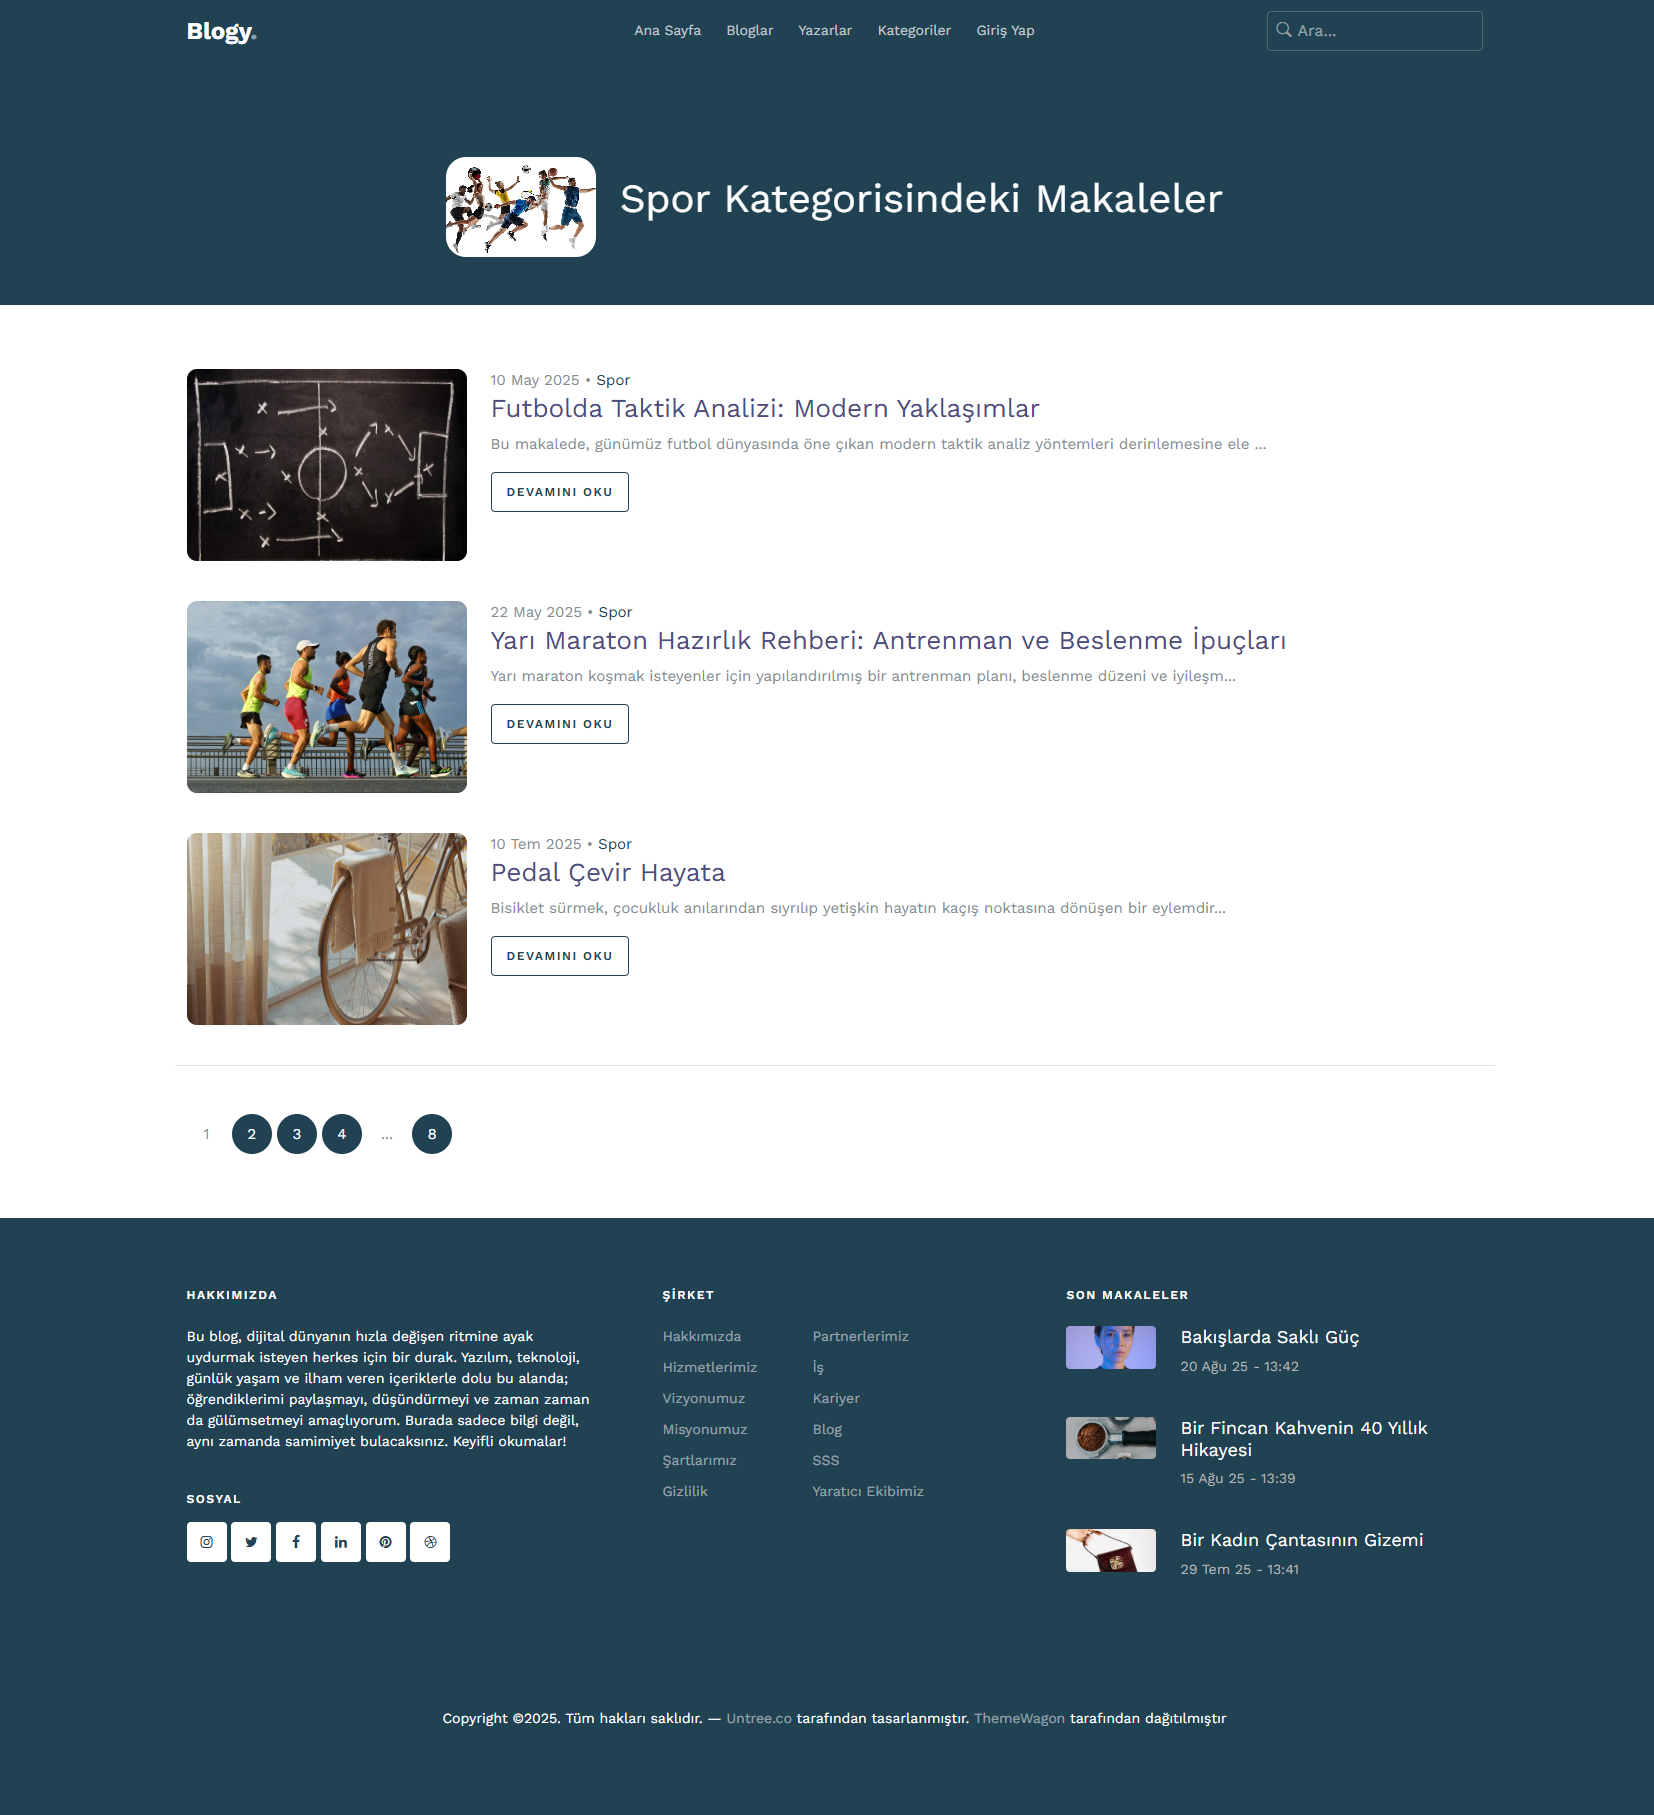 Blogy.
Ana Sayfa Bloglar Yazarlar Kategoriler Giriş Yap
Ara...
Spor Kategorisindeki Makaleler
10 May 2025 • Spor
Futbolda Taktik Analizi: Modern Yaklaşımlar
Bu makalede, günümüz futbol dünyasında öne çıkan modern taktik analiz yöntemleri derinlemesine ele ...
DEVAMINI OKU
22 May 2025 • Spor
Yarı Maraton Hazırlık Rehberi: Antrenman ve Beslenme İpuçları
Yarı maraton koşmak isteyenler için yapılandırılmış bir antrenman planı, beslenme düzeni ve iyileşm...
DEVAMINI OKU
10 Tem 2025 • Spor
Pedal Çevir Hayata
Bisiklet sürmek, çocukluk anılarından sıyrılıp yetişkin hayatın kaçış noktasına dönüşen bir eylemdir...
DEVAMINI OKU
1 2 3 4 ... 8
HAKKIMIZDA
Bu blog, dijital dünyanın hızla değişen ritmine ayak
uydurmak isteyen herkes için bir durak. Yazılım, teknoloji,
günlük yaşam ve ilham veren içeriklerle dolu bu alanda;
öğrendiklerimi paylaşmayı, düşündürmeyi ve zaman zaman
da gülümsetmeyi amaçlıyorum. Burada sadece bilgi değil,
aynı zamanda samimiyet bulacaksınız. Keyifli okumalar!
SOSYAL
ŞİRKET
Hakkımızda
Hizmetlerimiz
Vizyonumuz
Misyonumuz
Şartlarımız
Gizlilik
Partnerlerimiz
İş
Kariyer
Blog
SSS
Yaratıcı Ekibimiz
SON MAKALELER
Bakışlarda Saklı Güç
20 Ağu 25 - 13:42
Bir Fincan Kahvenin 40 Yıllık
Hikayesi
15 Ağu 25 - 13:39
Bir Kadın Çantasının Gizemi
29 Tem 25 - 13:41
Copyright ©2025. Tüm hakları saklıdır. — Untree.co tarafından tasarlanmıştır. ThemeWagon tarafından dağıtılmıştır